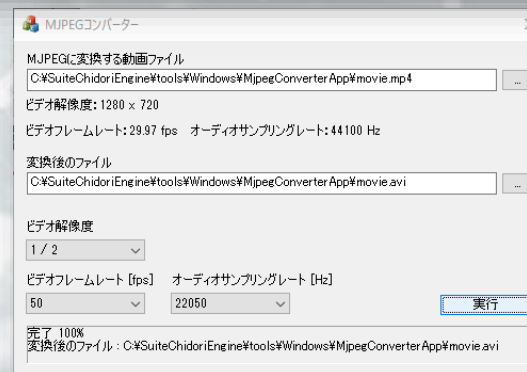 MJPEGコンバーター
MJPEGに変換する動画ファイル
C:¥SuiteChidoriEngine¥tools¥Windows¥MjpegConverterApp¥movie.mp4
...
ビデオ解像度: 1280 × 720
ビデオフレームレート: 29.97 fps オーディオサンプリングレート: 44100 Hz
変換後のファイル
C:¥SuiteChidoriEngine¥tools¥Windows¥MjpegConverterApp¥movie.avi
...
ビデオ解像度
1 / 2
ビデオフレームレート [fps] オーディオサンプリングレート [Hz]
50 22050 実行
完了 100%
変換後のファイル : C:¥SuiteChidoriEngine¥tools¥Windows¥MjpegConverterApp¥movie.avi